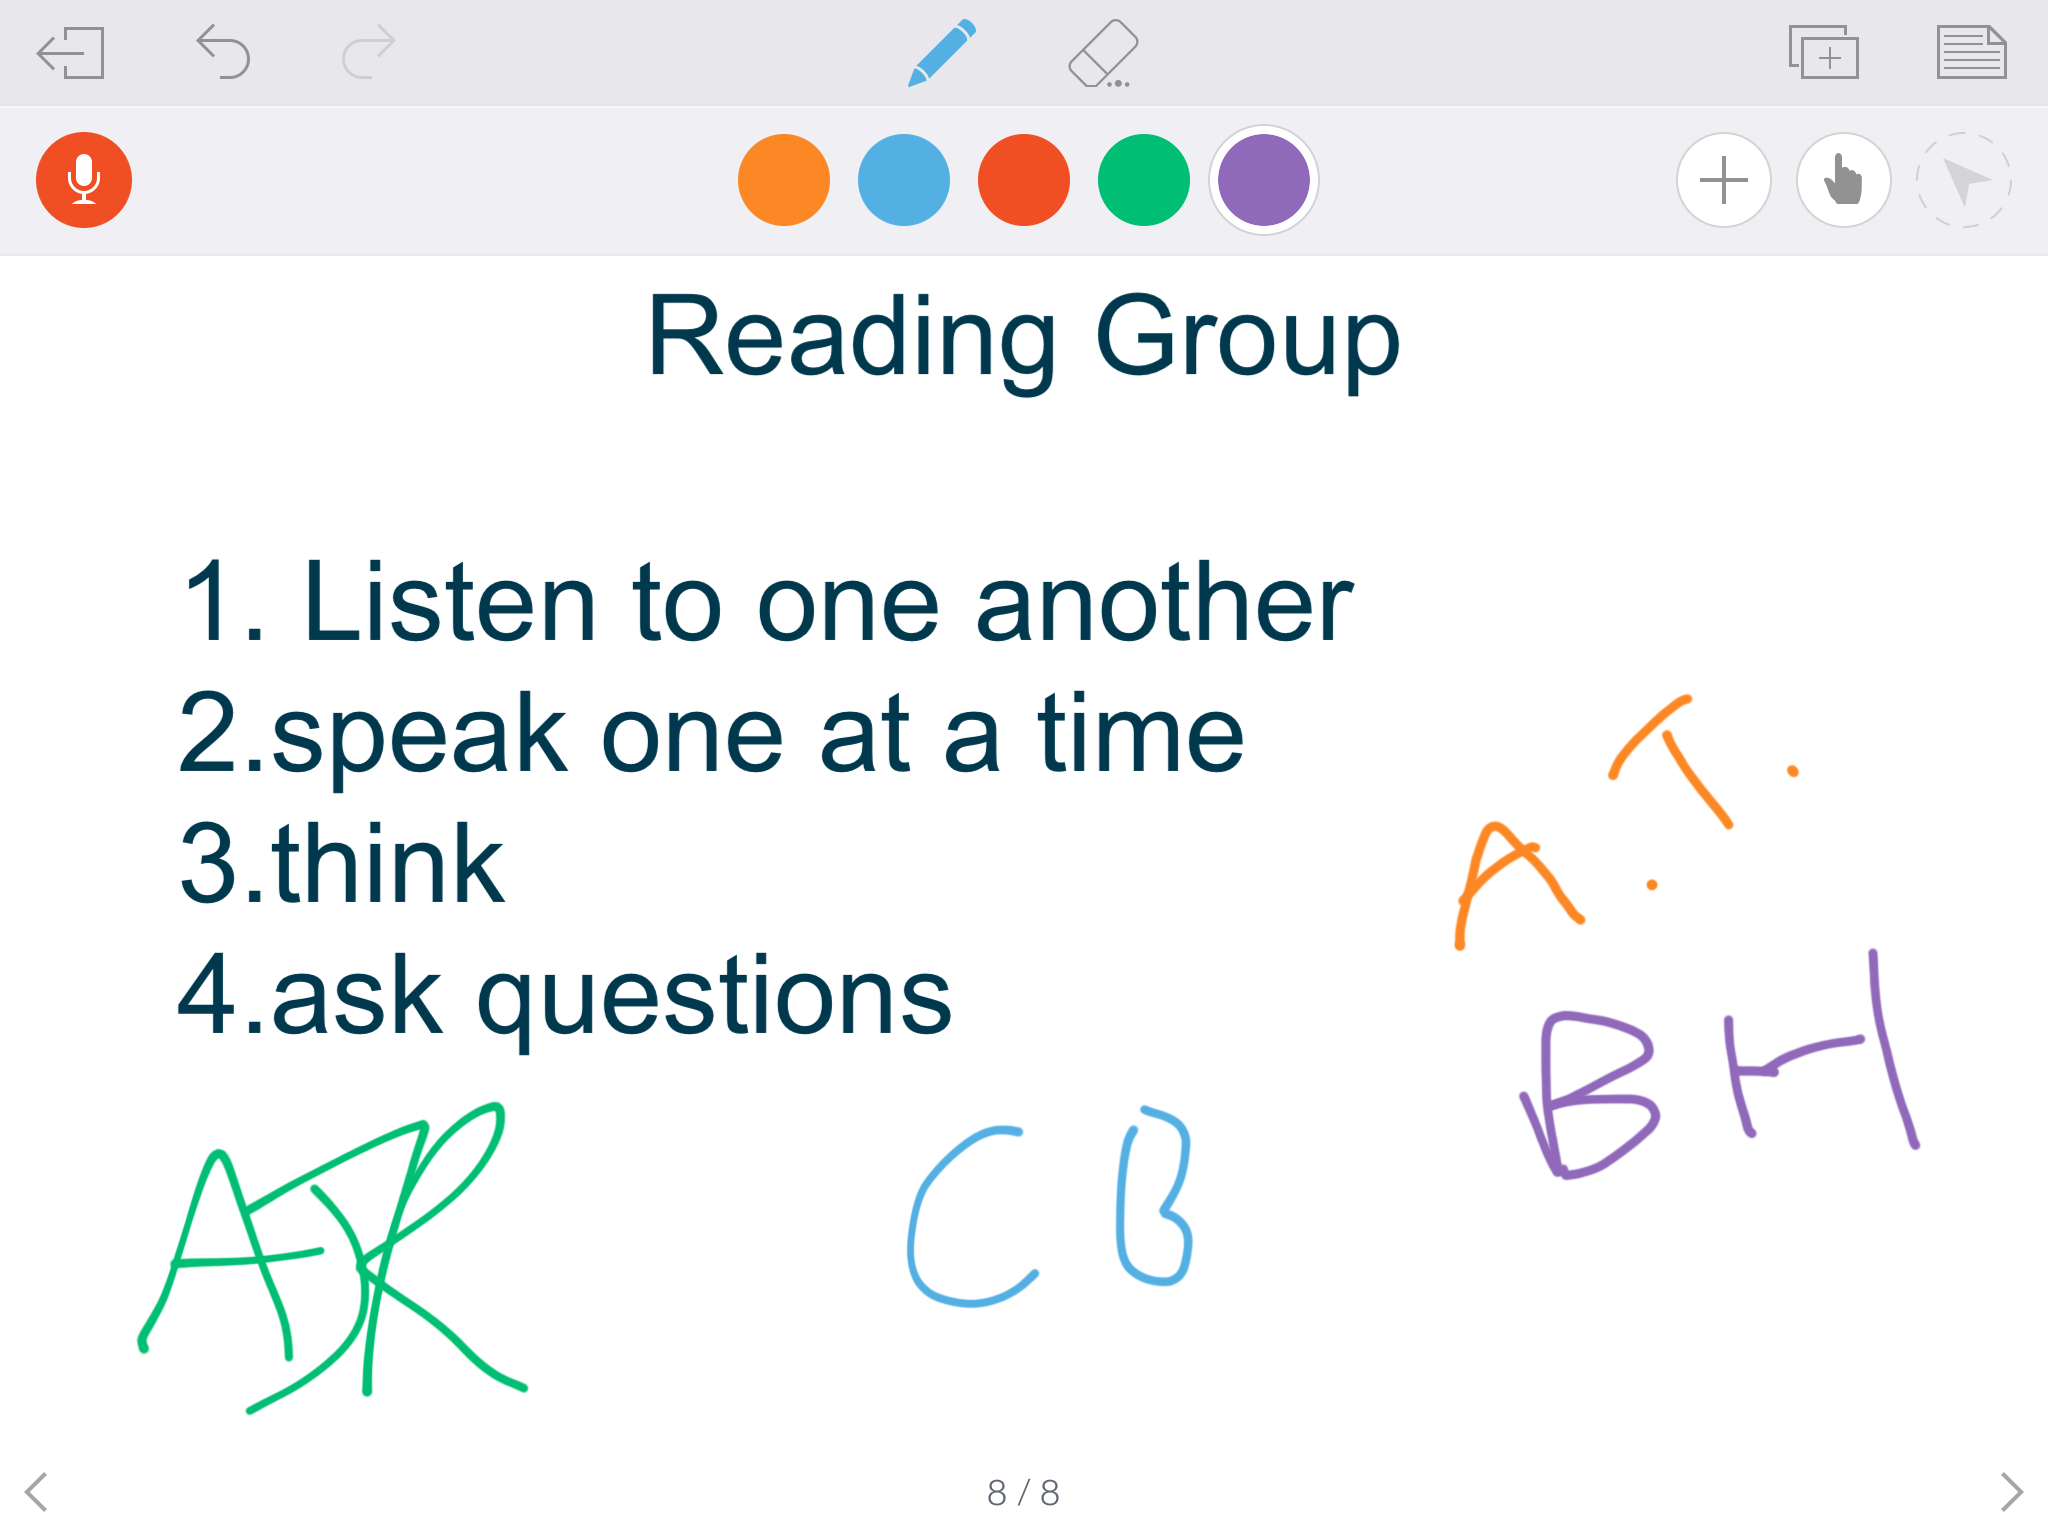 Reading Group
1. Listen to one another
2.speak one at a time
3.think
4.ask questions
A.T.
BH
CB
8 / 8